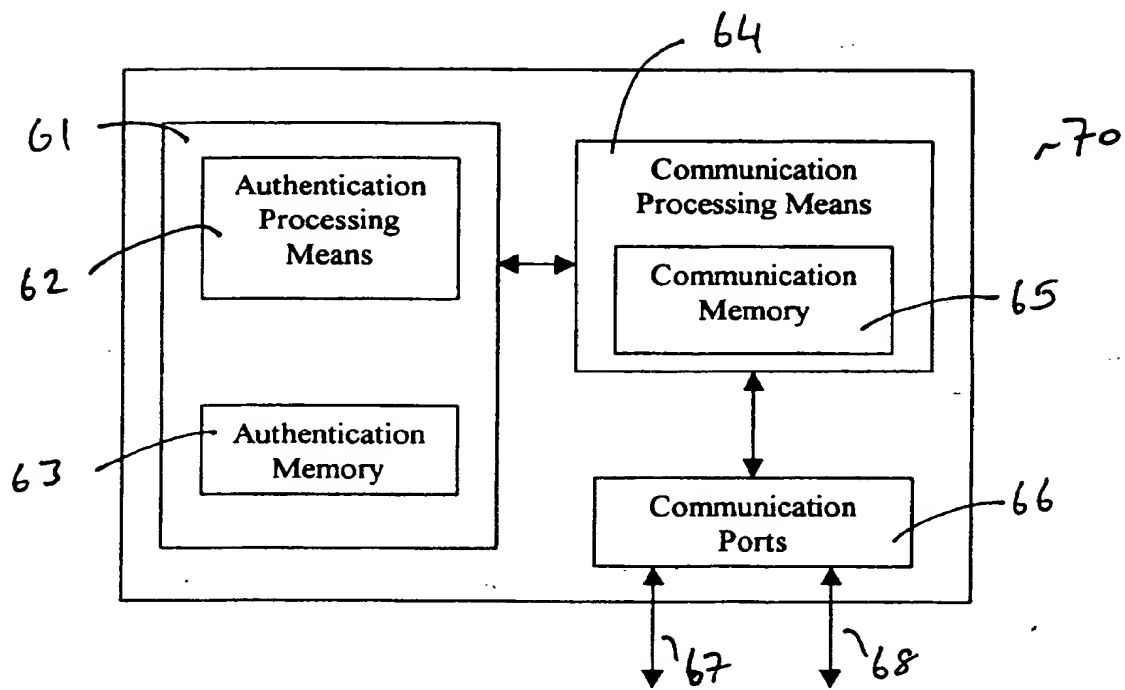 64
61
~70
Authentication
Processing
Means
Communication
Processing Means
62
Communication
Memory
65
Authentication
Memory
63
Communication
Ports
66
67
68